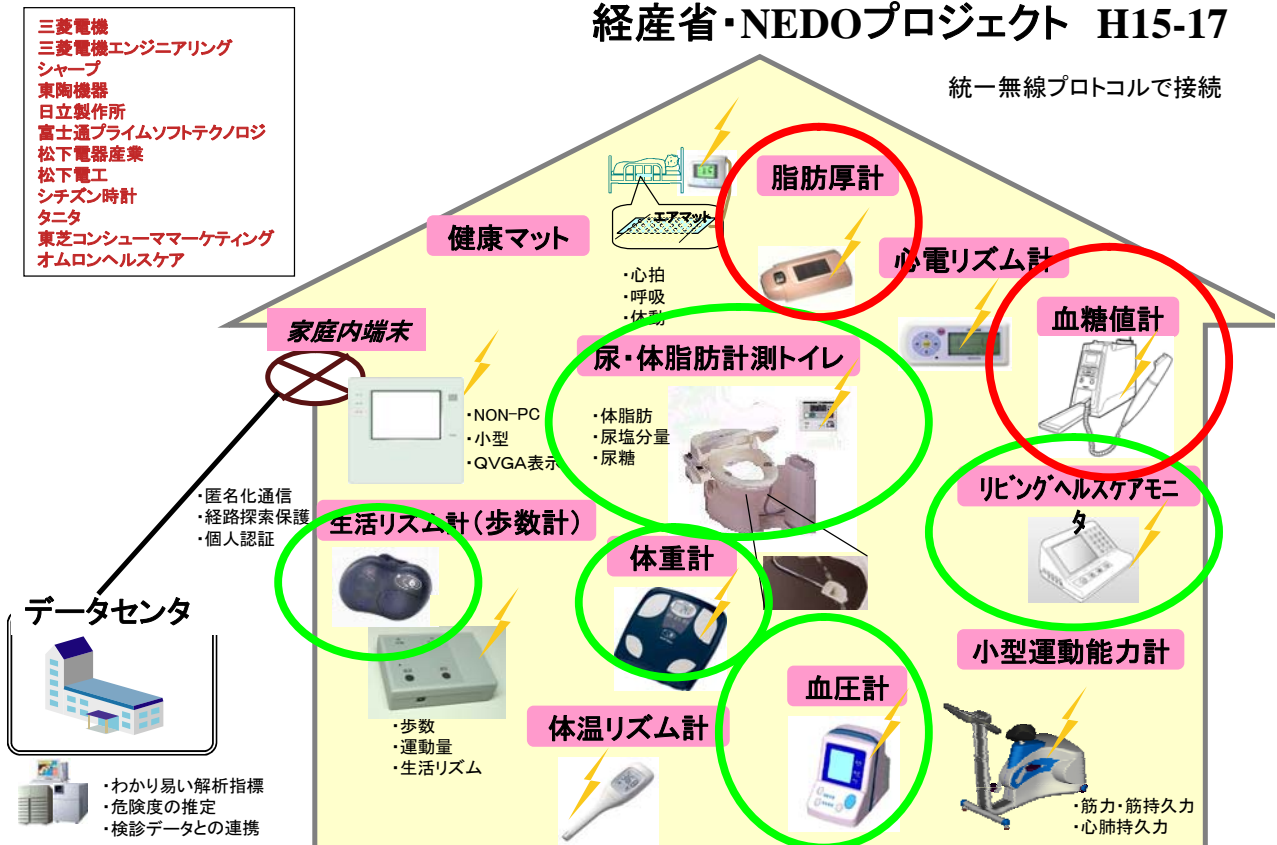 経産省・NEDOプロジェクト H15-17
統一無線プロトコルで接続
三菱電機
三菱電機エンジニアリング
シャープ
東陶機器
日立製作所
富士通プライムソフトテクノロジ
松下電器産業
松下電工
シチズン時計
タニタ
東芝コンシューママーケティング
オムロンヘルスケア
健康マット
エアマット
・心拍
・呼吸
・体動
脂肪厚計
心電リズム計
血糖値計
家庭内端末
・NON-PC
・小型
・QVGA表示
尿・体脂肪計測トイレ
・体脂肪
・尿塩分量
・尿糖
リビングヘルスケアモニ
タ
・匿名化通信
・経路探索保護
・個人認証
生活リズム計(歩数計)
・歩数
・運動量
・生活リズム
体重計
データセンタ
・わかり易い解析指標
・危険度の推定
・検診データとの連携
体温リズム計
血圧計
小型運動能力計
・筋力・筋持久力
・心肺持久力